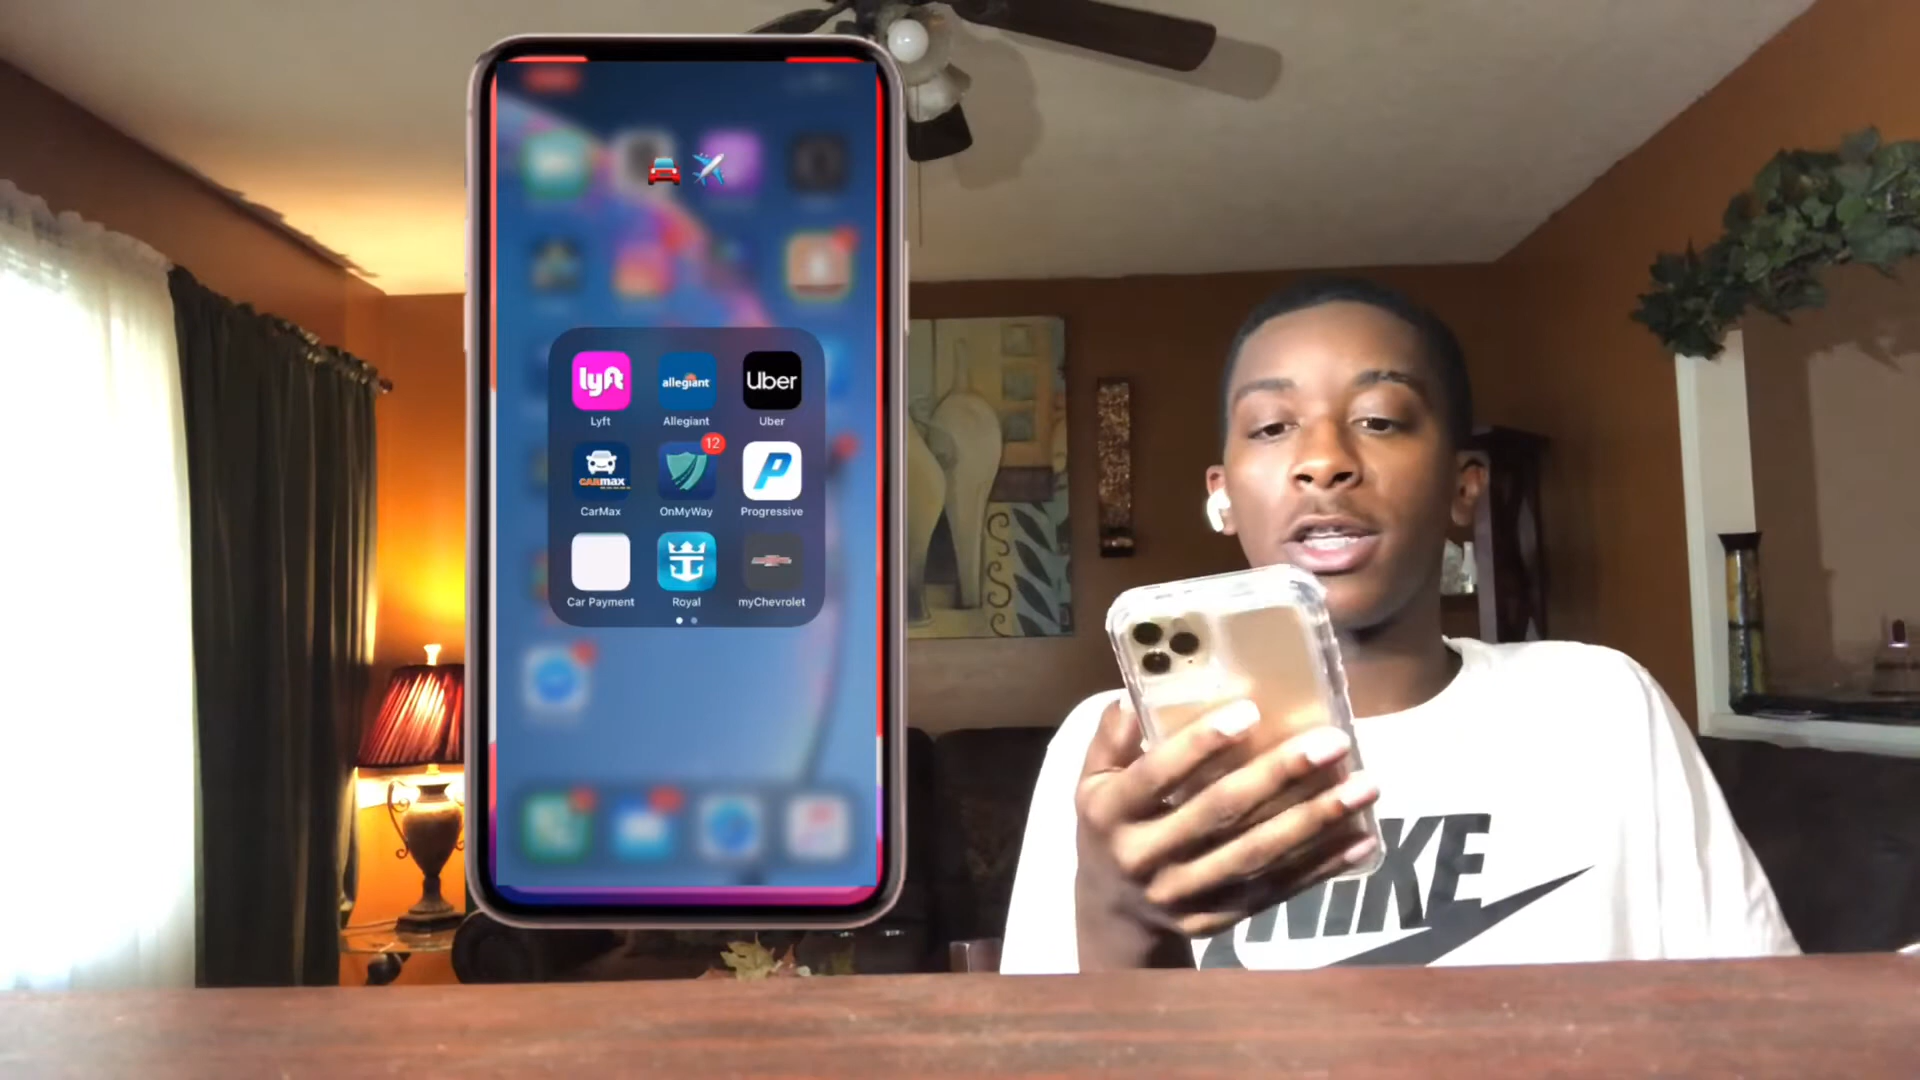 🚘 ✈️
lyft
allegiant
Uber
Lyft
Allegiant
Uber
CARMAX
12
P
CarMax
OnMyWay
Progressive
Car Payment
Royal
myChevrolet
NIKE